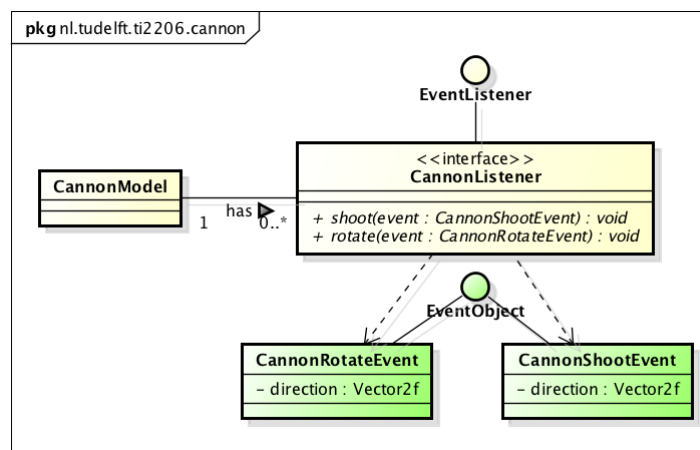 pkg nl.tudelft.ti2206.cannon
EventListener
<<interface>>
CannonListener
CannonModel
+ shoot(event : CannonShootEvent) : void
+ rotate(event : CannonRotateEvent) : void
has
1
0..*
EventObject
CannonRotateEvent
- direction : Vector2f
CannonShootEvent
- direction : Vector2f